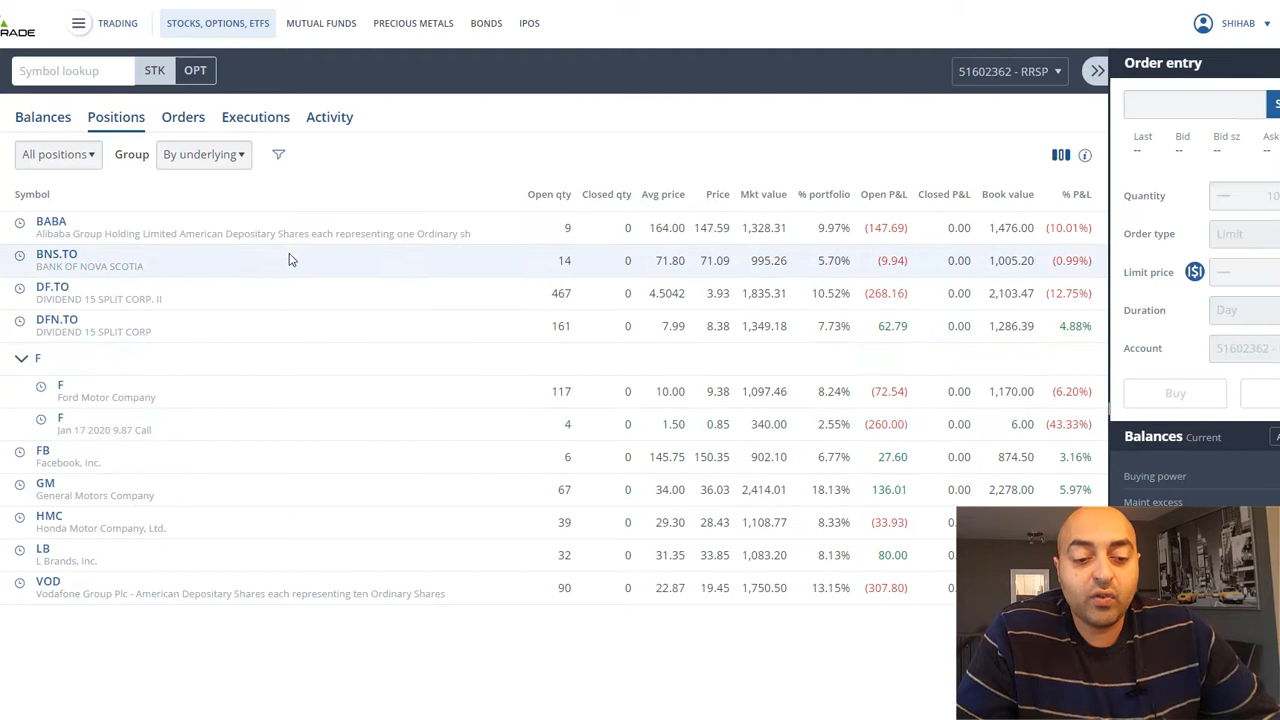 RADE
TRADING
STOCKS, OPTIONS, ETFS
MUTUAL FUNDS
PRECIOUS METALS
BONDS
IPOS
SHIHAB
Symbol lookup
STK
OPT
51602362 - RRSP
Order entry
Balances
Positions
Orders
Executions
Activity
All positions
Group
By underlying
Symbol Open qty Closed qty Avg price Price Mkt value % portfolio Open P&L Closed P&L Book value % P&L
BABA 9 0 164.00 147.59 1,328.31 9.97% (147.69) 0.00 1,476.00 (10.01%)
Alibaba Group Holding Limited American Depositary Shares each representing one Ordinary sh
BNS.TO 14 0 71.80 71.09 995.26 5.70% (9.94) 0.00 1,005.20 (0.99%)
BANK OF NOVA SCOTIA
DF.TO 467 0 4.5042 3.93 1,835.31 10.52% (268.16) 0.00 2,103.47 (12.75%)
DIVIDEND 15 SPLIT CORP. II
DFN.TO 161 0 7.99 8.38 1,349.18 7.73% 62.79 0.00 1,286.39 4.88%
DIVIDEND 15 SPLIT CORP
F
F 117 0 10.00 9.38 1,097.46 8.24% (72.54) 0.00 1,170.00 (6.20%)
Ford Motor Company
F 4 0 1.50 0.85 340.00 2.55% (260.00) 0.00 6.00 (43.33%)
Jan 17 2020 9.87 Call
FB 6 0 145.75 150.35 902.10 6.77% 27.60 0.00 874.50 3.16%
Facebook, Inc.
GM 67 0 34.00 36.03 2,414.01 18.13% 136.01 0.00 2,278.00 5.97%
General Motors Company
HMC 39 0 29.30 28.43 1,108.77 8.33% (33.93) 0.
Honda Motor Company, Ltd.
LB 32 0 31.35 33.85 1,083.20 8.13% 80.00 0.
L Brands, Inc.
VOD 90 0 22.87 19.45 1,750.50 13.15% (307.80) 0.
Vodafone Group Plc - American Depositary Shares each representing ten Ordinary Shares
S
Last Bid Bid sz Ask
-- -- -- --
Quantity 10
Order type Limit
Limit price
Duration Day
Account 51602362 -
Buy
Balances Current A
Buying power
Maint excess